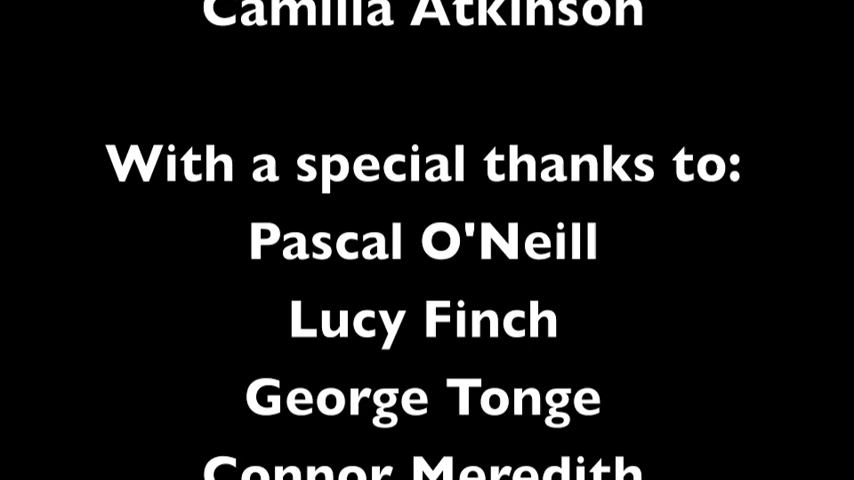 Camilla Atkinson
With a special thanks to:
Pascal O'Neill
Lucy Finch
George Tonge
Connor Meredith